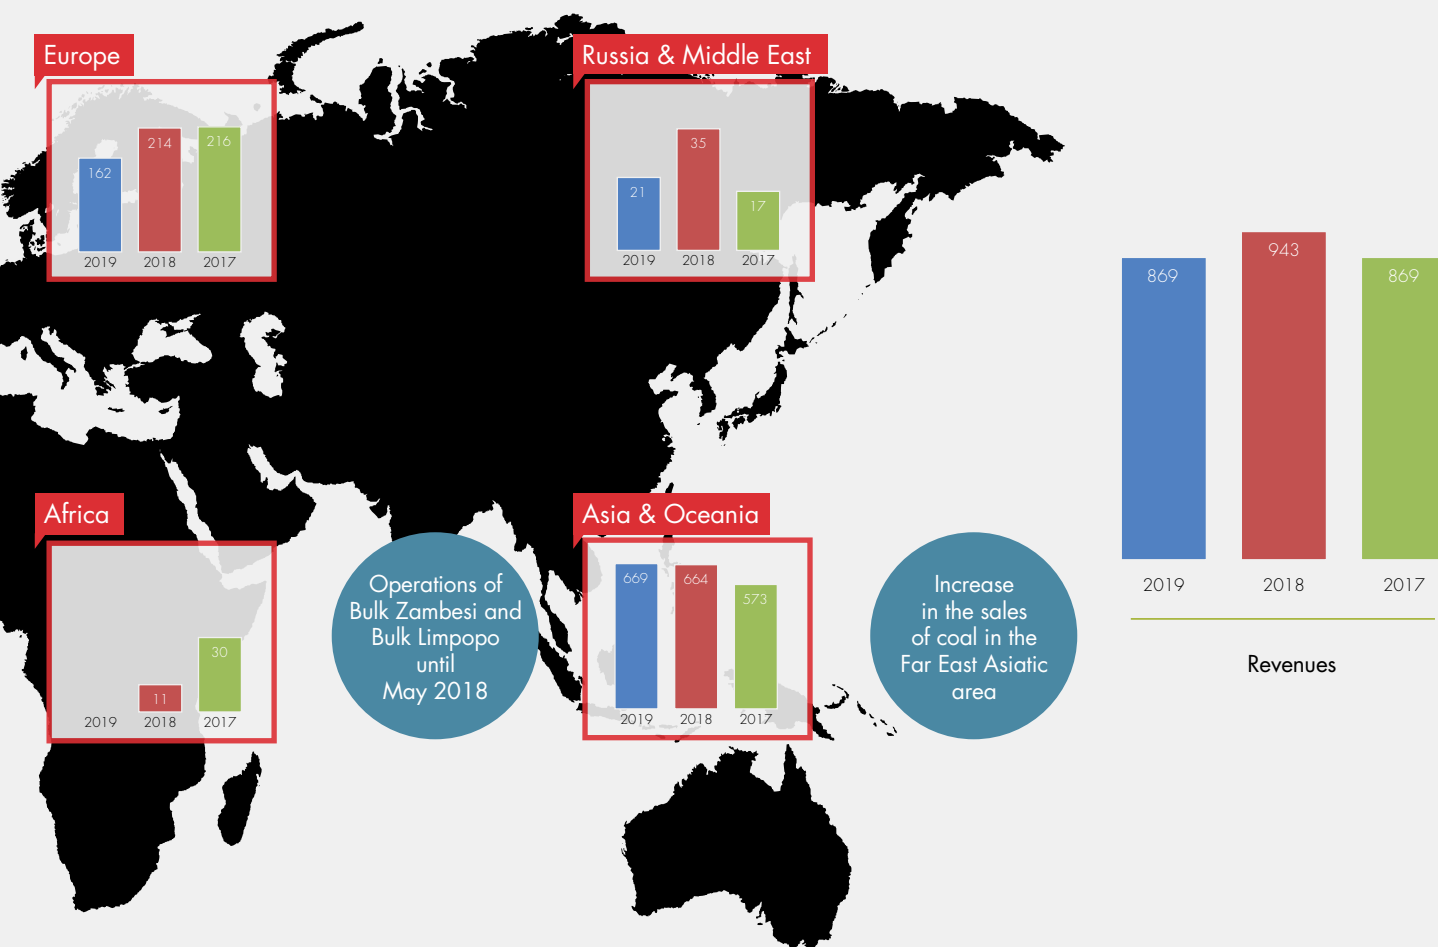 Europe
162
214
216
2019
2018
2017
Russia & Middle East
21
35
17
2019
2018
2017
Africa
11
30
2019
2018
2017
Operations of
Bulk Zambesi and
Bulk Limpopo
until
May 2018
Asia & Oceania
669
664
573
2019
2018
2017
Increase
in the sales
of coal in the
Far East Asiatic
area
869
943
869
2019
2018
2017
Revenues